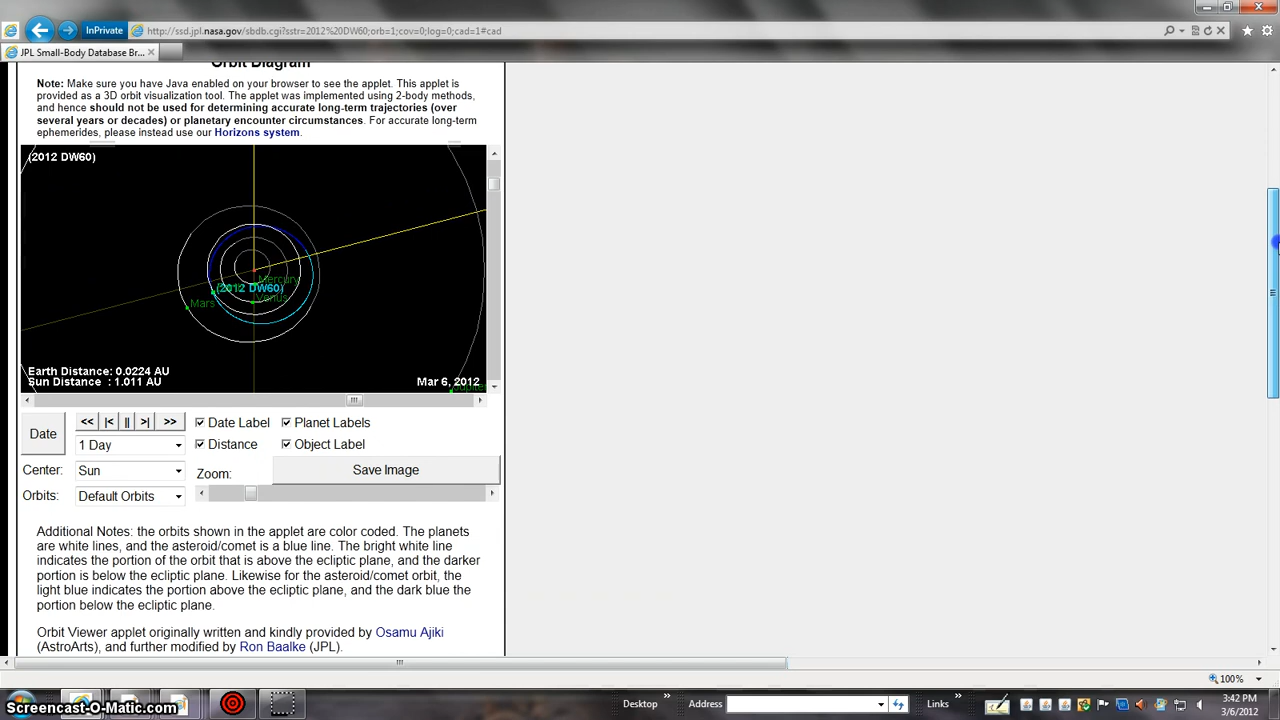 InPrivate
http://ssd.jpl.nasa.gov/sbdb.cgi?sstr=2012%20DW60;orb=1;cov=0;log=0;cad=1#cad
JPL Small-Body Database Br...
Orbit Diagram
Note: Make sure you have Java enabled on your browser to see the applet. This applet is
provided as a 3D orbit visualization tool. The applet was implemented using 2-body methods,
and hence should not be used for determining accurate long-term trajectories (over
several years or decades) or planetary encounter circumstances. For accurate long-term
ephemerides, please instead use our Horizons system.
(2012 DW60)
Mercury
(2012 DW60)
Venus
Mars
Earth Distance: 0.0224 AU
Sun Distance : 1.011 AU
Mar 6, 2012
Jupiter
Date
<< |< || >| >>
Date Label
Planet Labels
1 Day
Distance
Object Label
Center: Sun
Zoom:
Save Image
Orbits: Default Orbits
Additional Notes: the orbits shown in the applet are color coded. The planets
are white lines, and the asteroid/comet is a blue line. The bright white line
indicates the portion of the orbit that is above the ecliptic plane, and the darker
portion is below the ecliptic plane. Likewise for the asteroid/comet orbit, the
light blue indicates the portion above the ecliptic plane, and the dark blue the
portion below the ecliptic plane.
Orbit Viewer applet originally written and kindly provided by Osamu Ajiki
(AstroArts), and further modified by Ron Baalke (JPL).
100%
Screencast-O-Matic.com
Desktop
»
Address
Links
»
3:42 PM
3/6/2012